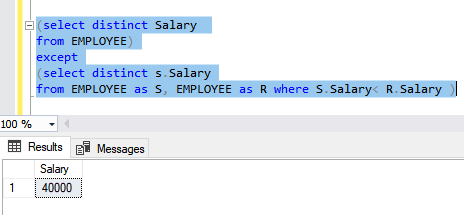 (select distinct Salary
from EMPLOYEE)
except
(select distinct s.Salary
from EMPLOYEE as S, EMPLOYEE as R where S.Salary< R.Salary )
100 %
Results Messages
Salary
1 40000